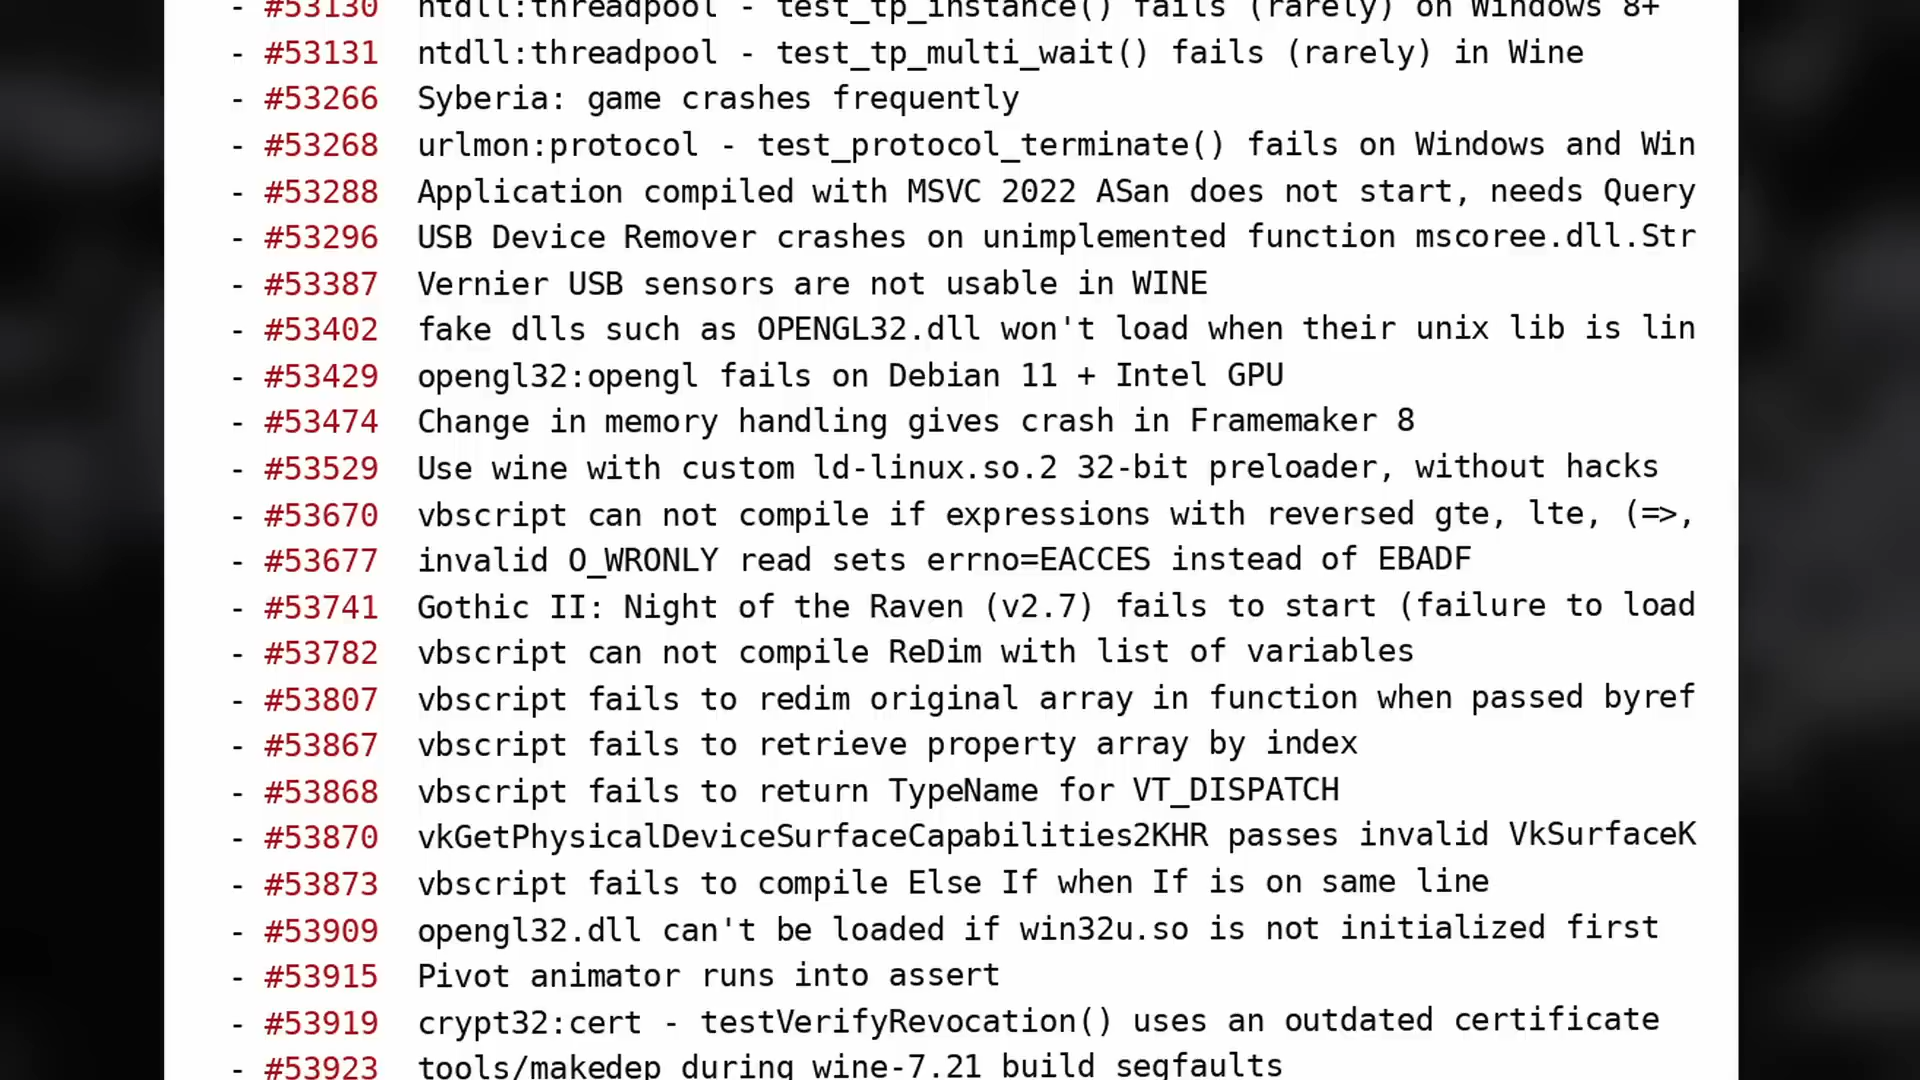 - #53130 ntdll:threadpool - test_tp_instance() fails (rarely) on Windows 8+
- #53131 ntdll:threadpool - test_tp_multi_wait() fails (rarely) in Wine
- #53266 Syberia: game crashes frequently
- #53268 urlmon:protocol - test_protocol_terminate() fails on Windows and Win
- #53288 Application compiled with MSVC 2022 ASan does not start, needs Query
- #53296 USB Device Remover crashes on unimplemented function mscoree.dll.Str
- #53387 Vernier USB sensors are not usable in WINE
- #53402 fake dlls such as OPENGL32.dll won't load when their unix lib is lin
- #53429 opengl32:opengl fails on Debian 11 + Intel GPU
- #53474 Change in memory handling gives crash in Framemaker 8
- #53529 Use wine with custom ld-linux.so.2 32-bit preloader, without hacks
- #53670 vbscript can not compile if expressions with reversed gte, lte, (=>,
- #53677 invalid O_WRONLY read sets errno=EACCES instead of EBADF
- #53741 Gothic II: Night of the Raven (v2.7) fails to start (failure to load
- #53782 vbscript can not compile ReDim with list of variables
- #53807 vbscript fails to redim original array in function when passed byref
- #53867 vbscript fails to retrieve property array by index
- #53868 vbscript fails to return TypeName for VT_DISPATCH
- #53870 vkGetPhysicalDeviceSurfaceCapabilities2KHR passes invalid VkSurfaceK
- #53873 vbscript fails to compile Else If when If is on same line
- #53909 opengl32.dll can't be loaded if win32u.so is not initialized first
- #53915 Pivot animator runs into assert
- #53919 crypt32:cert - testVerifyRevocation() uses an outdated certificate
- #53923 tools/makedep during wine-7.21 build segfaults